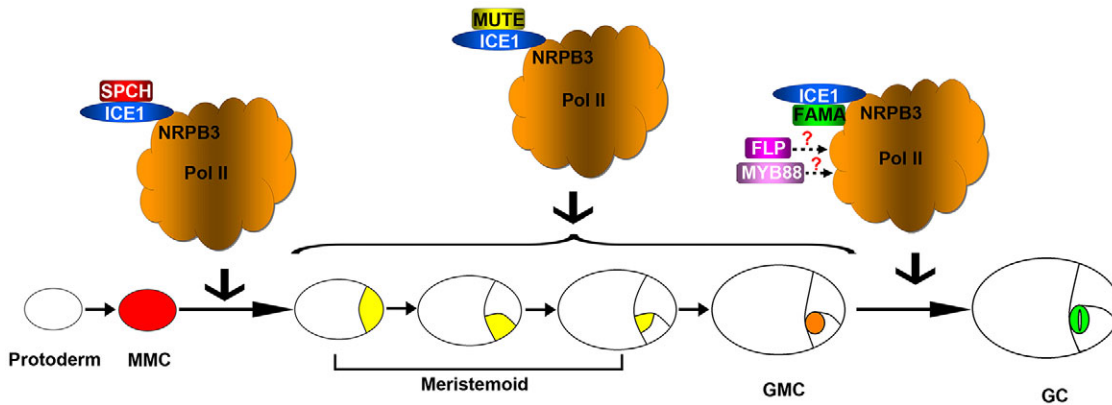 SPCH
ICE1
NRPB3
Pol II
MUTE
ICE1
NRPB3
Pol II
ICE1
FAMA
NRPB3
FLP
?
Pol II
MYB88
?
Protoderm
MMC
Meristemoid
GMC
GC